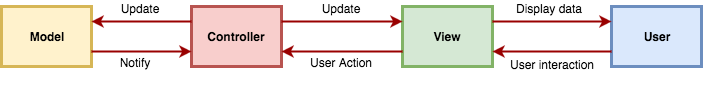 Update
Update
Display data
Model
Controller
View
User
Notify
User Action
User interaction